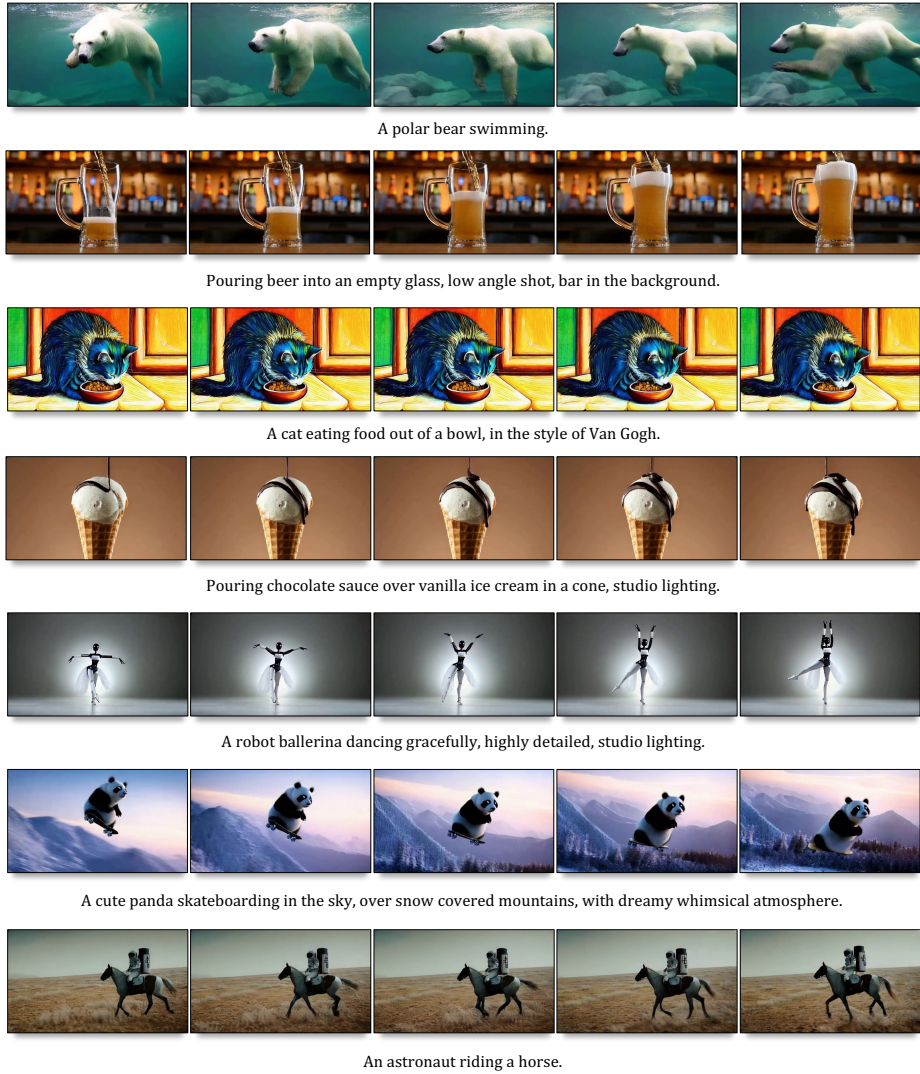 A polar bear swimming.
Pouring beer into an empty glass, low angle shot, bar in the background.
A cat eating food out of a bowl, in the style of Van Gogh.
Pouring chocolate sauce over vanilla ice cream in a cone, studio lighting.
A robot ballerina dancing gracefully, highly detailed, studio lighting.
A cute panda skateboarding in the sky, over snow covered mountains, with dreamy whimsical atmosphere.
An astronaut riding a horse.